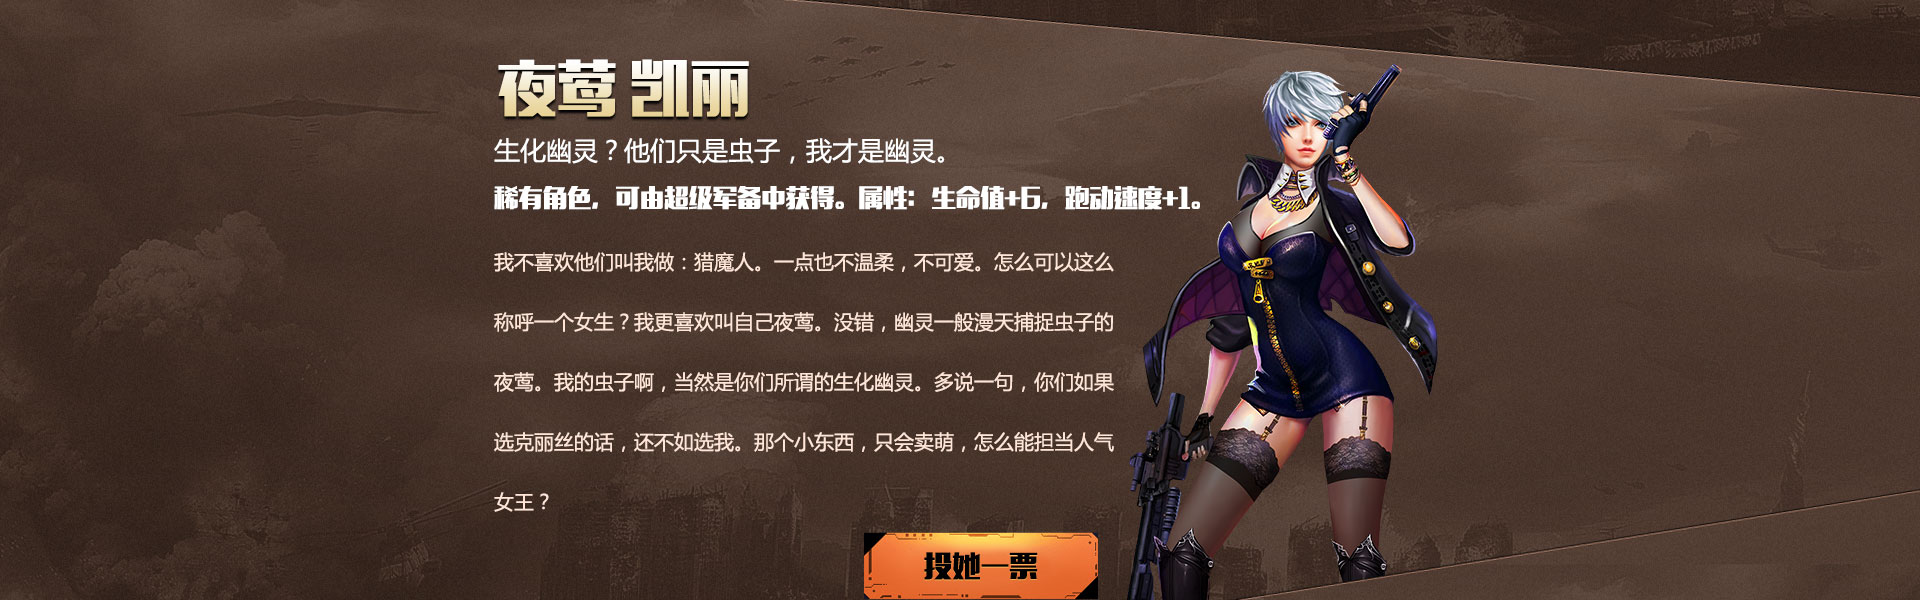 夜莺 凯丽
生化幽灵？他们只是虫子，我才是幽灵。
稀有角色，可由超级军备中获得。属性：生命值+6，跑动速度+1。
我不喜欢他们叫我做：猎魔人。一点也不温柔，不可爱。怎么可以这么
称呼一个女生？我更喜欢叫自己夜莺。没错，幽灵一般漫天捕捉虫子的
夜莺。我的虫子啊，当然是你们所谓的生化幽灵。多说一句，你们如果
选克丽丝的话，还不如选我。那个小东西，只会卖萌，怎么能担当人气
女王？
投她一票